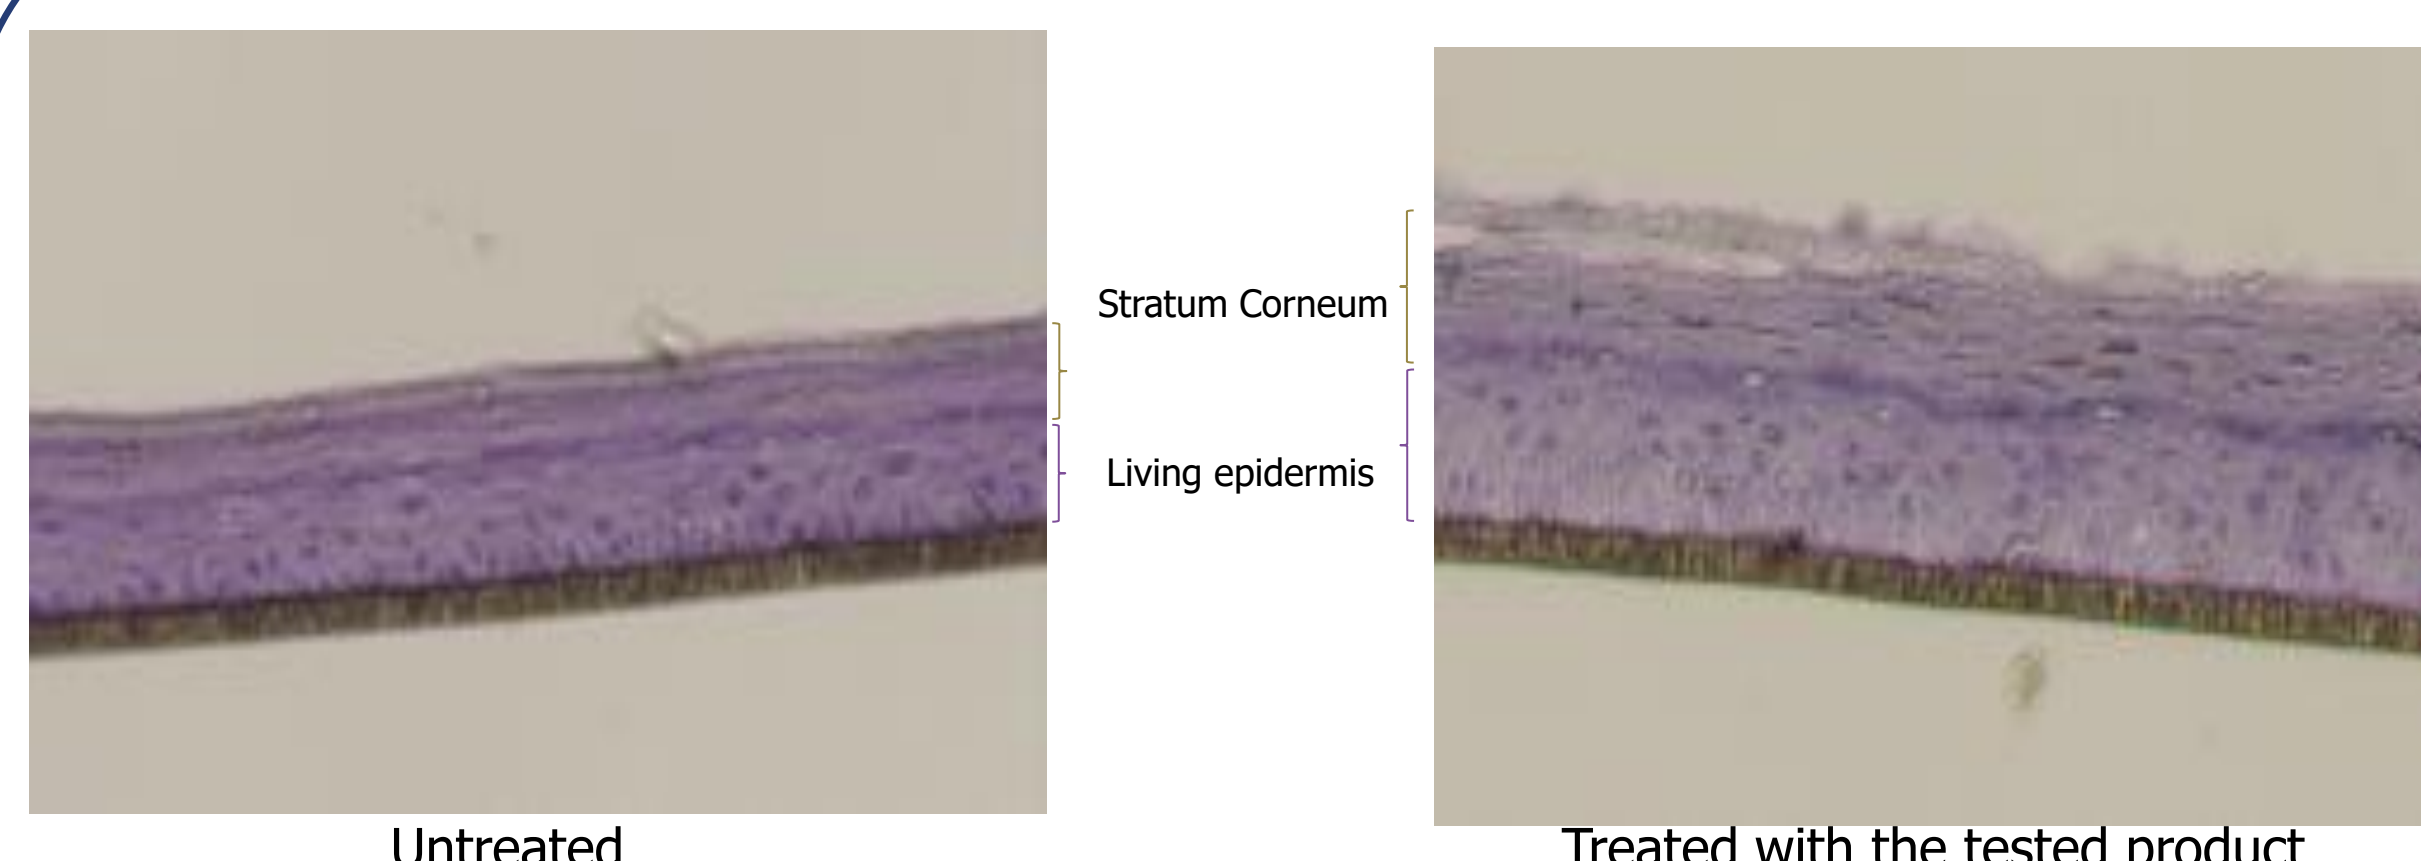 Stratum Corneum
Living epidermis
Untreated
Treated with the tested product